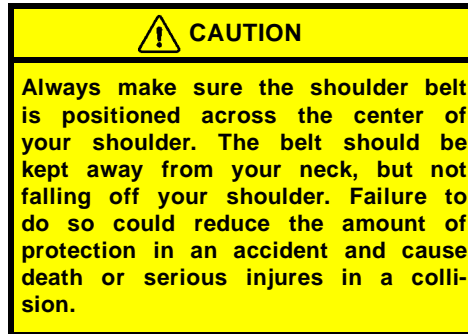 CAUTION
Always make sure the shoulder belt
is positioned across the center of
your shoulder. The belt should be
kept away from your neck, but not
falling off your shoulder. Failure to
do so could reduce the amount of
protection in an accident and cause
death or serious injures in a colli-
sion.